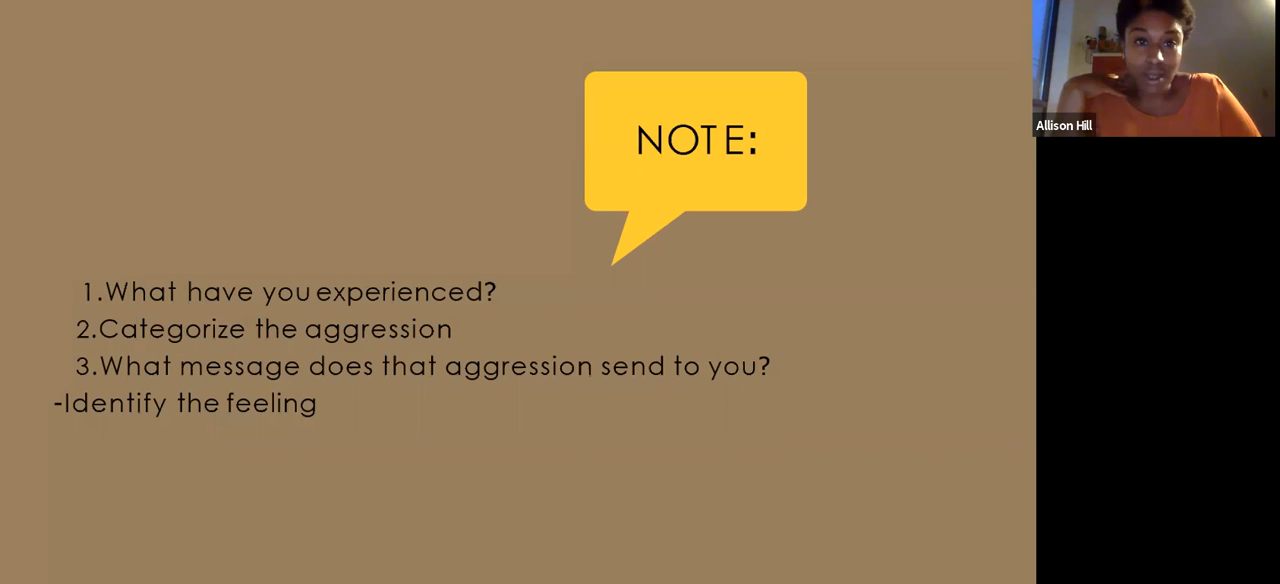 NOTE:
Allison Hill
1.What have you experienced?
2.Categorize the aggression
3.What message does that aggression send to you?
-Identify the feeling